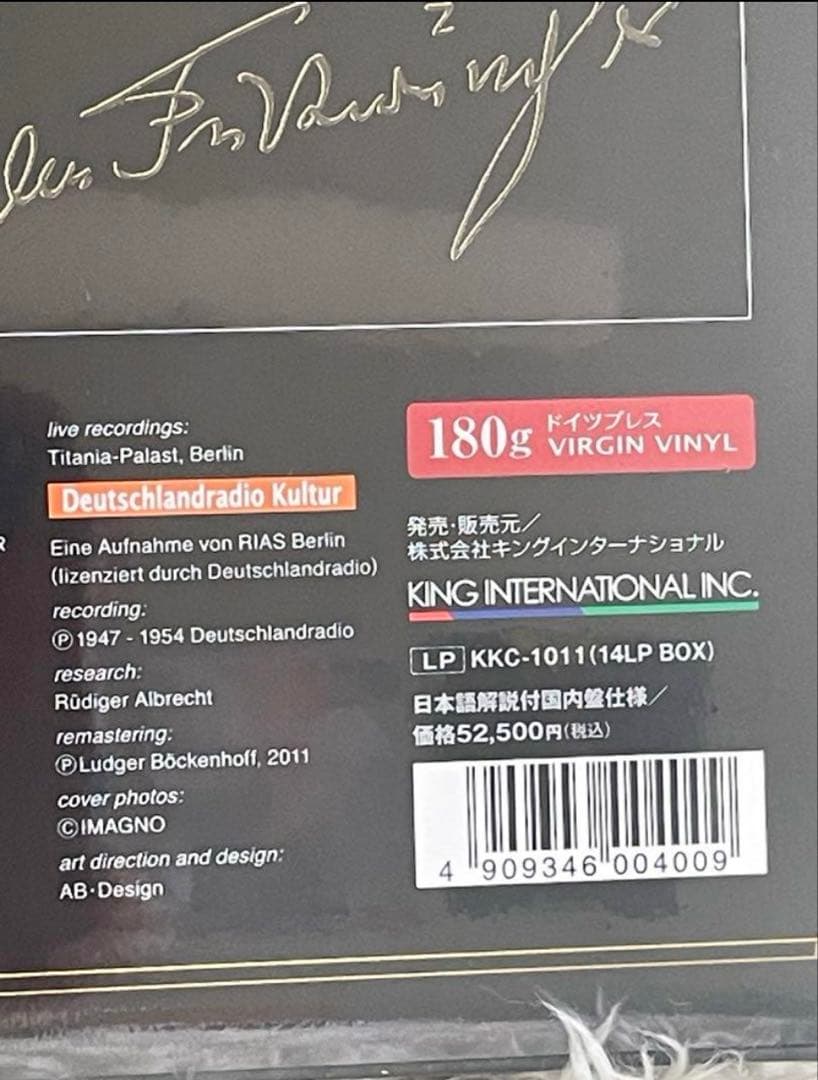 live recordings:
Titania-Palast, Berlin
Deutschlandradio Kultur
Eine Aufnahme von RIAS Berlin
(lizenziert durch Deutschlandradio)
recording:
Ⓟ 1947 - 1954 Deutschlandradio
research:
Rüdiger Albrecht
remastering:
Ⓟ Ludger Böckenhoff, 2011
cover photos:
© IMAGNO
art direction and design:
AB·Design
R
180g ドイツプレス
VIRGIN VINYL
発売・販売元／
株式会社キングインターナショナル
KING INTERNATIONAL INC.
LP KKC-1011(14LP BOX)
日本語解説付国内盤仕様／
価格52,500円(税込)
4 909346 004009